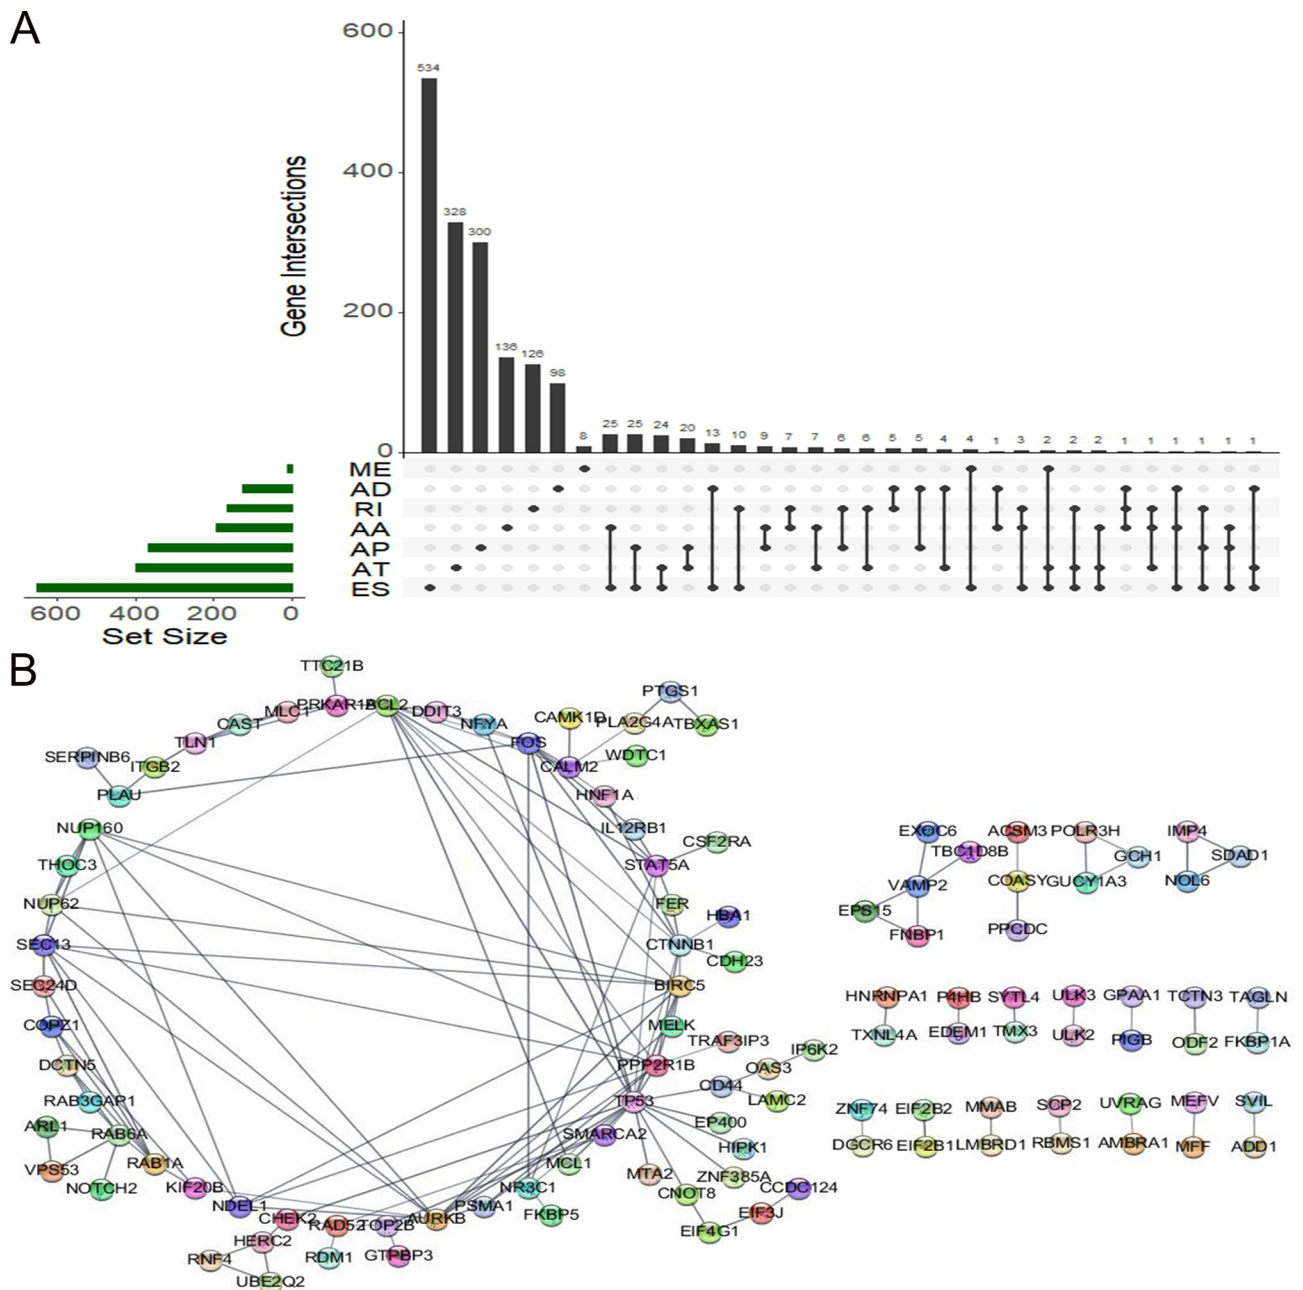 A
600
400
200
0
Gene Intersections
534
328
300
136 126
98
8
25 25 24 20 13 10 9 7 7 6 6 5 5 4 4 1 3 2 2 2 1 1 1 1 1 1
ME
AD
RI
AA
AP
AT
ES
600 400 200 0
Set Size
B
TTC21B
PTGS1
MLC1 BCL2 DDIT3
CAST NFYA CAMK1D PLA2G4A TBXAS1
TLN1 FOS
SERPINB6 ITGB2 CALM2 WDTC1
PLAU HNF1A
NUP160 IL12RB1 CSF2RA
THOC3 STAT5A
NUP62 FER HBA1
SEC13 CTNNB1 CDH23
SEC24D BIRC5
COPZ1 MELK TRAF3IP3
DCTN5 PPP2R1B OAS3 IP6K2
RAB3GAP1 TP53 CD44 LAMC2
ARL1 RAB6A SMARCA2 EP400
VPS53 RAB1A MCL1 HIPK1
NOTCH2 KIF20B NR3C1 MTA2 ZNF385A
NDEL1 PSMA1 FKBP5 CNOT8 CCDC124
CHEK2 RAD52 TOP2B AURKB EIF4G1 EIF3J
HERC2
RNF4 RDM1 GTPBP3
UBE2Q2
EXOC6 ACSM3 POLR3H IMP4
TBC1D8B GCH1 SDAD1
VAMP2 COASY GUCY1A3 NOL6
EPS15
FNBP1 PPCDC
HNRNPA1 P4HB SYTL4 ULK3 GPAA1 TCTN3 TAGLN
TXNL4A EDEM1 TMX3 ULK2 PIGB ODF2 FKBP1A
ZNF74 EIF2B2 MMAB SCP2 UVRAG MEFV SVIL
DGCR6 EIF2B1 LMBRD1 RBMS1 AMBRA1 MFF ADD1